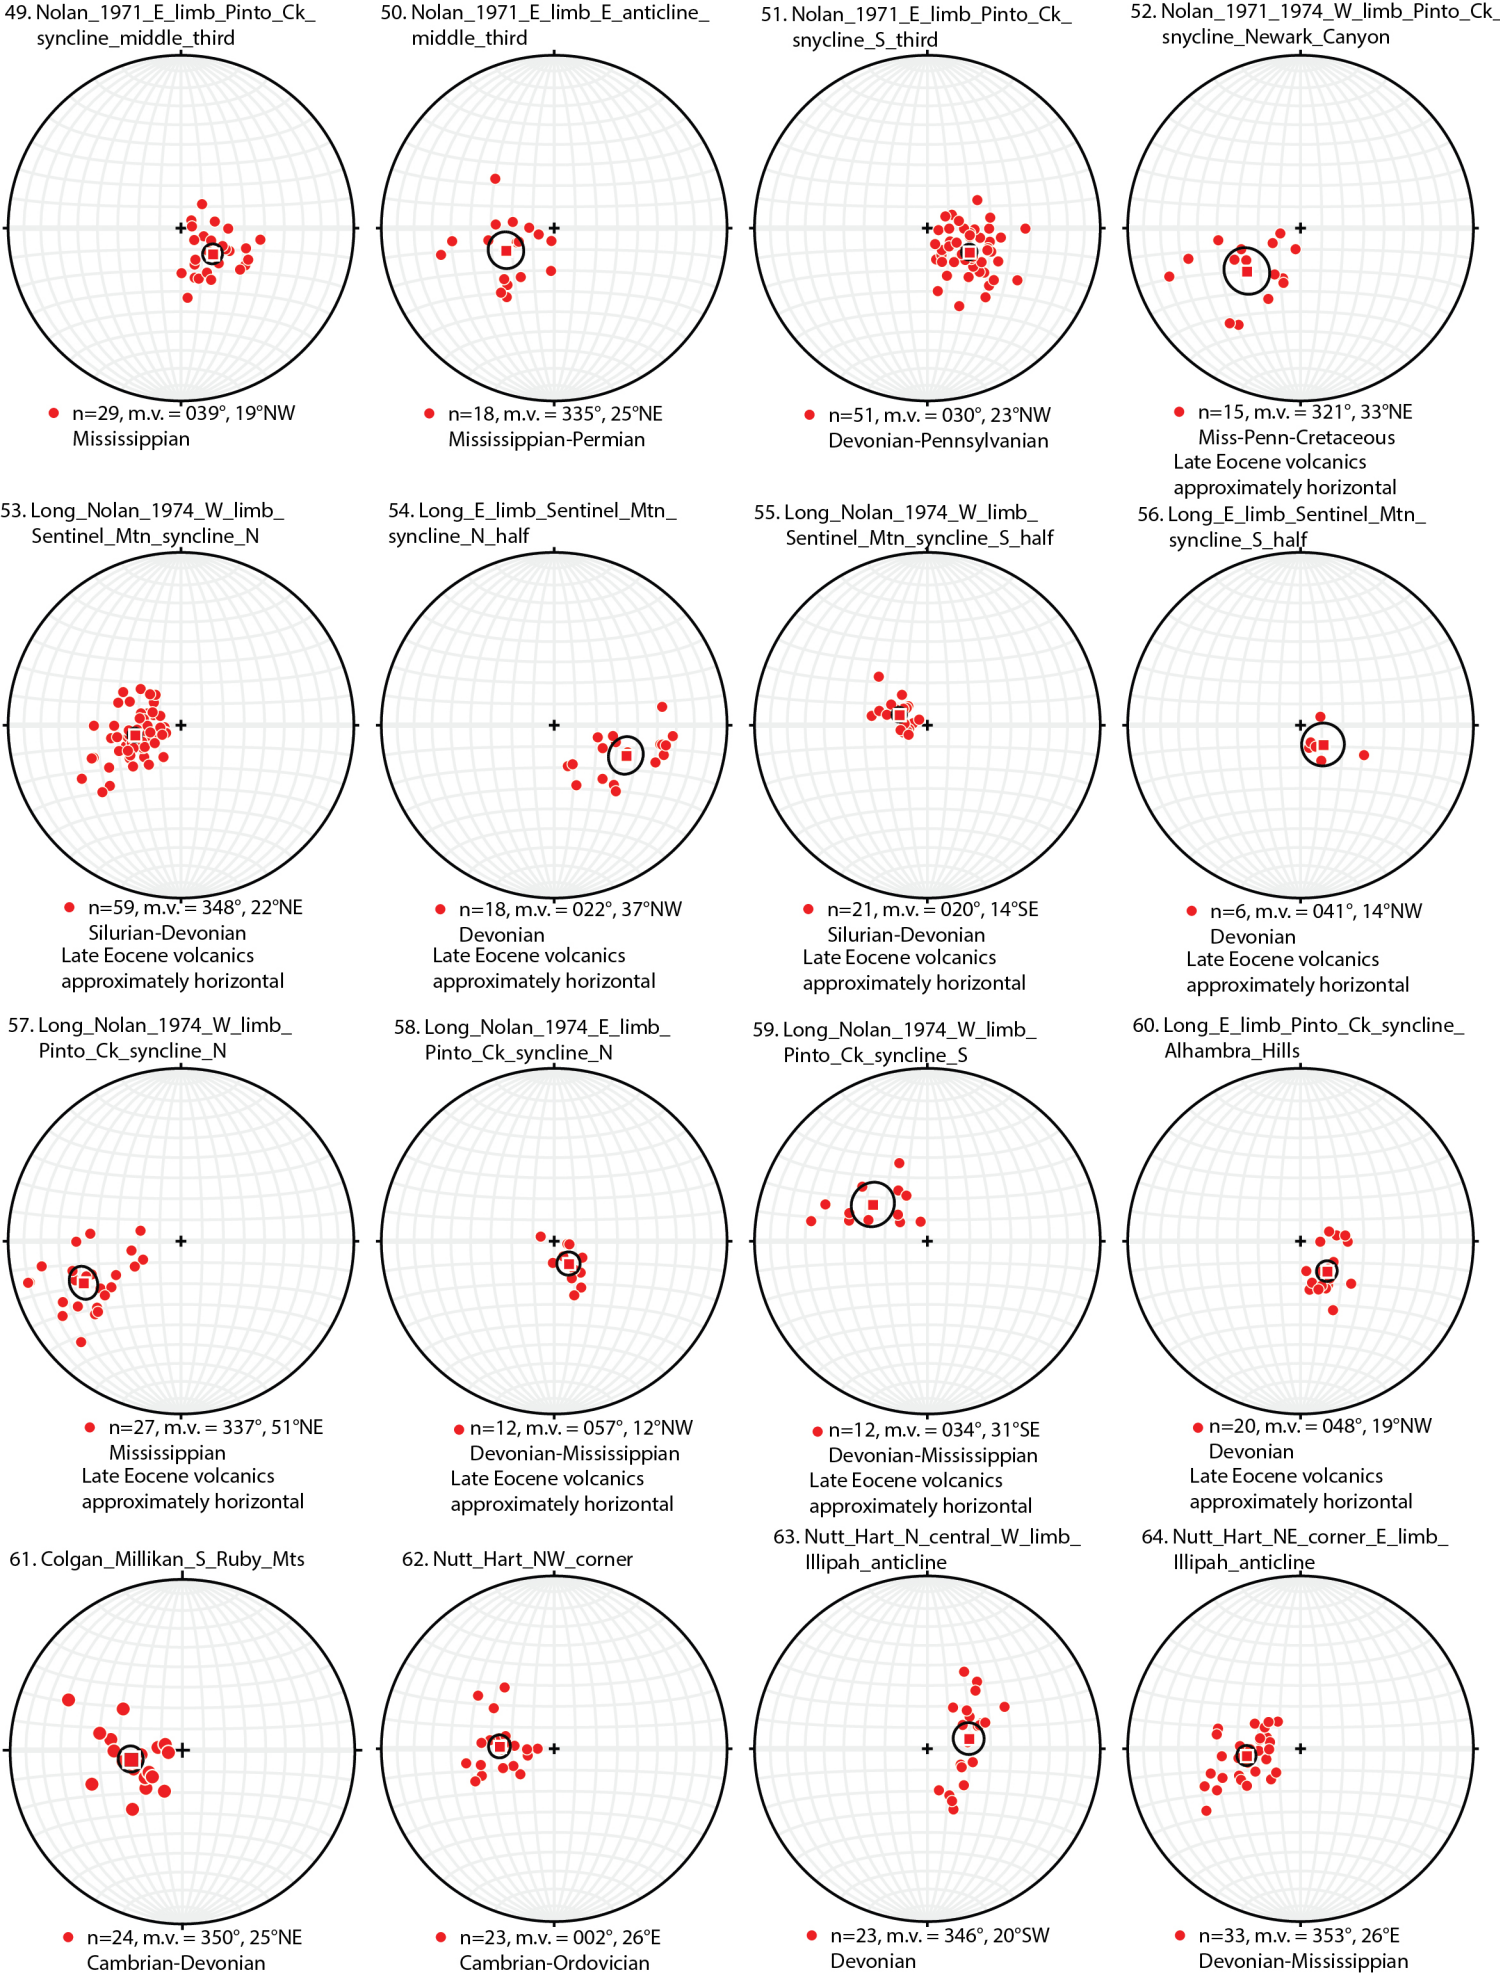 49. Nolan_1971_E_limb_Pinto_Ck_
syncline_middle_third
n=29, m.v. = 039°, 19°NW
Mississippian
50. Nolan_1971_E_limb_E_anticline_
middle_third
n=18, m.v. = 335°, 25°NE
Mississippian-Permian
51. Nolan_1971_E_limb_Pinto_Ck_
snycline_S_third
n=51, m.v. = 030°, 23°NW
Devonian-Pennsylvanian
52. Nolan_1971_1974_W_limb_Pinto_Ck_
snycline_Newark_Canyon
n=15, m.v. = 321°, 33°NE
Miss-Penn-Cretaceous
Late Eocene volcanics
approximately horizontal
53. Long_Nolan_1974_W_limb_
Sentinel_Mtn_syncline_N
n=59, m.v. = 348°, 22°NE
Silurian-Devonian
Late Eocene volcanics
approximately horizontal
54. Long_E_limb_Sentinel_Mtn_
syncline_N_half
n=18, m.v. = 022°, 37°NW
Devonian
Late Eocene volcanics
approximately horizontal
55. Long_Nolan_1974_W_limb_
Sentinel_Mtn_syncline_S_half
n=21, m.v. = 020°, 14°SE
Silurian-Devonian
Late Eocene volcanics
approximately horizontal
56. Long_E_limb_Sentinel_Mtn_
syncline_S_half
n=6, m.v. = 041°, 14°NW
Devonian
Late Eocene volcanics
approximately horizontal
57. Long_Nolan_1974_W_limb_
Pinto_Ck_syncline_N
n=27, m.v. = 337°, 51°NE
Mississippian
Late Eocene volcanics
approximately horizontal
58. Long_Nolan_1974_E_limb_
Pinto_Ck_syncline_N
n=12, m.v. = 057°, 12°NW
Devonian-Mississippian
Late Eocene volcanics
approximately horizontal
59. Long_Nolan_1974_W_limb_
Pinto_Ck_syncline_S
n=12, m.v. = 034°, 31°SE
Devonian-Mississippian
Late Eocene volcanics
approximately horizontal
60. Long_E_limb_Pinto_Ck_syncline_
Alhambra_Hills
n=20, m.v. = 048°, 19°NW
Devonian
Late Eocene volcanics
approximately horizontal
61. Colgan_Millikan_S_Ruby_Mts
n=24, m.v. = 350°, 25°NE
Cambrian-Devonian
62. Nutt_Hart_NW_corner
n=23, m.v. = 002°, 26°E
Cambrian-Ordovician
63. Nutt_Hart_N_central_W_limb_
Illipah_anticline
n=23, m.v. = 346°, 20°SW
Devonian
64. Nutt_Hart_NE_corner_E_limb_
Illipah_anticline
n=33, m.v. = 353°, 26°E
Devonian-Mississippian